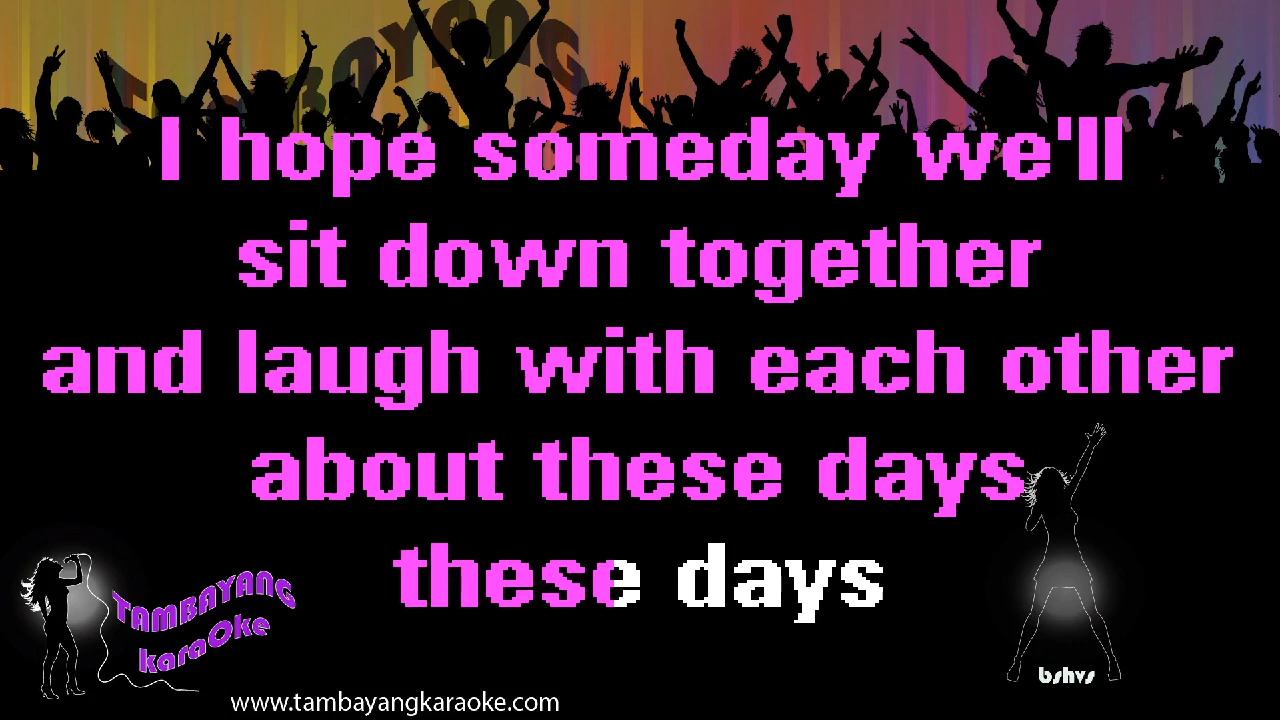 TAMBAYANG
I hope someday we'll
sit down together
and laugh with each other
about these days
these days
TAMBAYANG
karaOke
bshvs
www.tambayangkaraoke.com